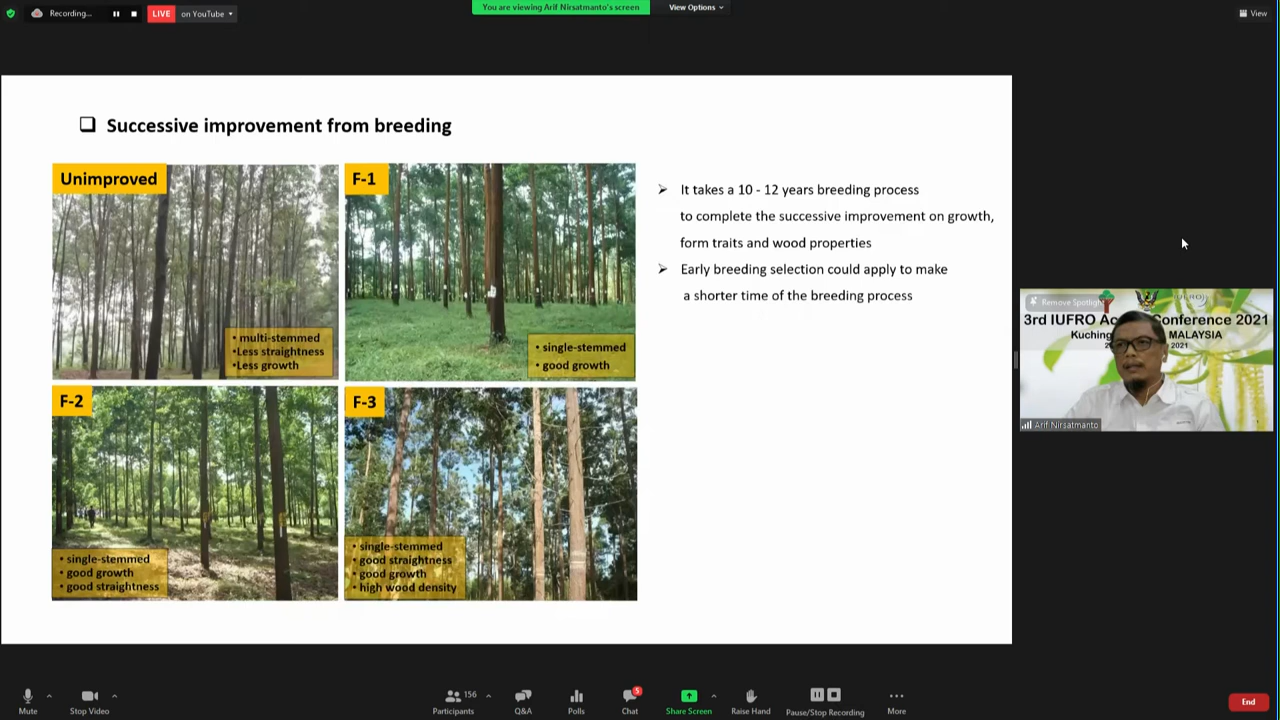 Recording...
LIVE
on YouTube
You are viewing Arif Nirsatmanto's screen
View Options
View
Successive improvement from breeding
Unimproved
• multi-stemmed
•Less straightness
•Less growth
F-1
• single-stemmed
• good growth
F-2
• single-stemmed
• good growth
• good straightness
F-3
• single-stemmed
• good straightness
• good growth
• high wood density
➢ It takes a 10 - 12 years breeding process
to complete the successive improvement on growth,
form traits and wood properties
➢ Early breeding selection could apply to make
a shorter time of the breeding process
Remove Spotlight
3rd IUFRO Conference 2021
Kuching MALAYSIA
2021
Arif Nirsatmanto
Mute
Stop Video
156
Participants
Q&A
Polls
5
Chat
Share Screen
Raise Hand
Pause/Stop Recording
More
End